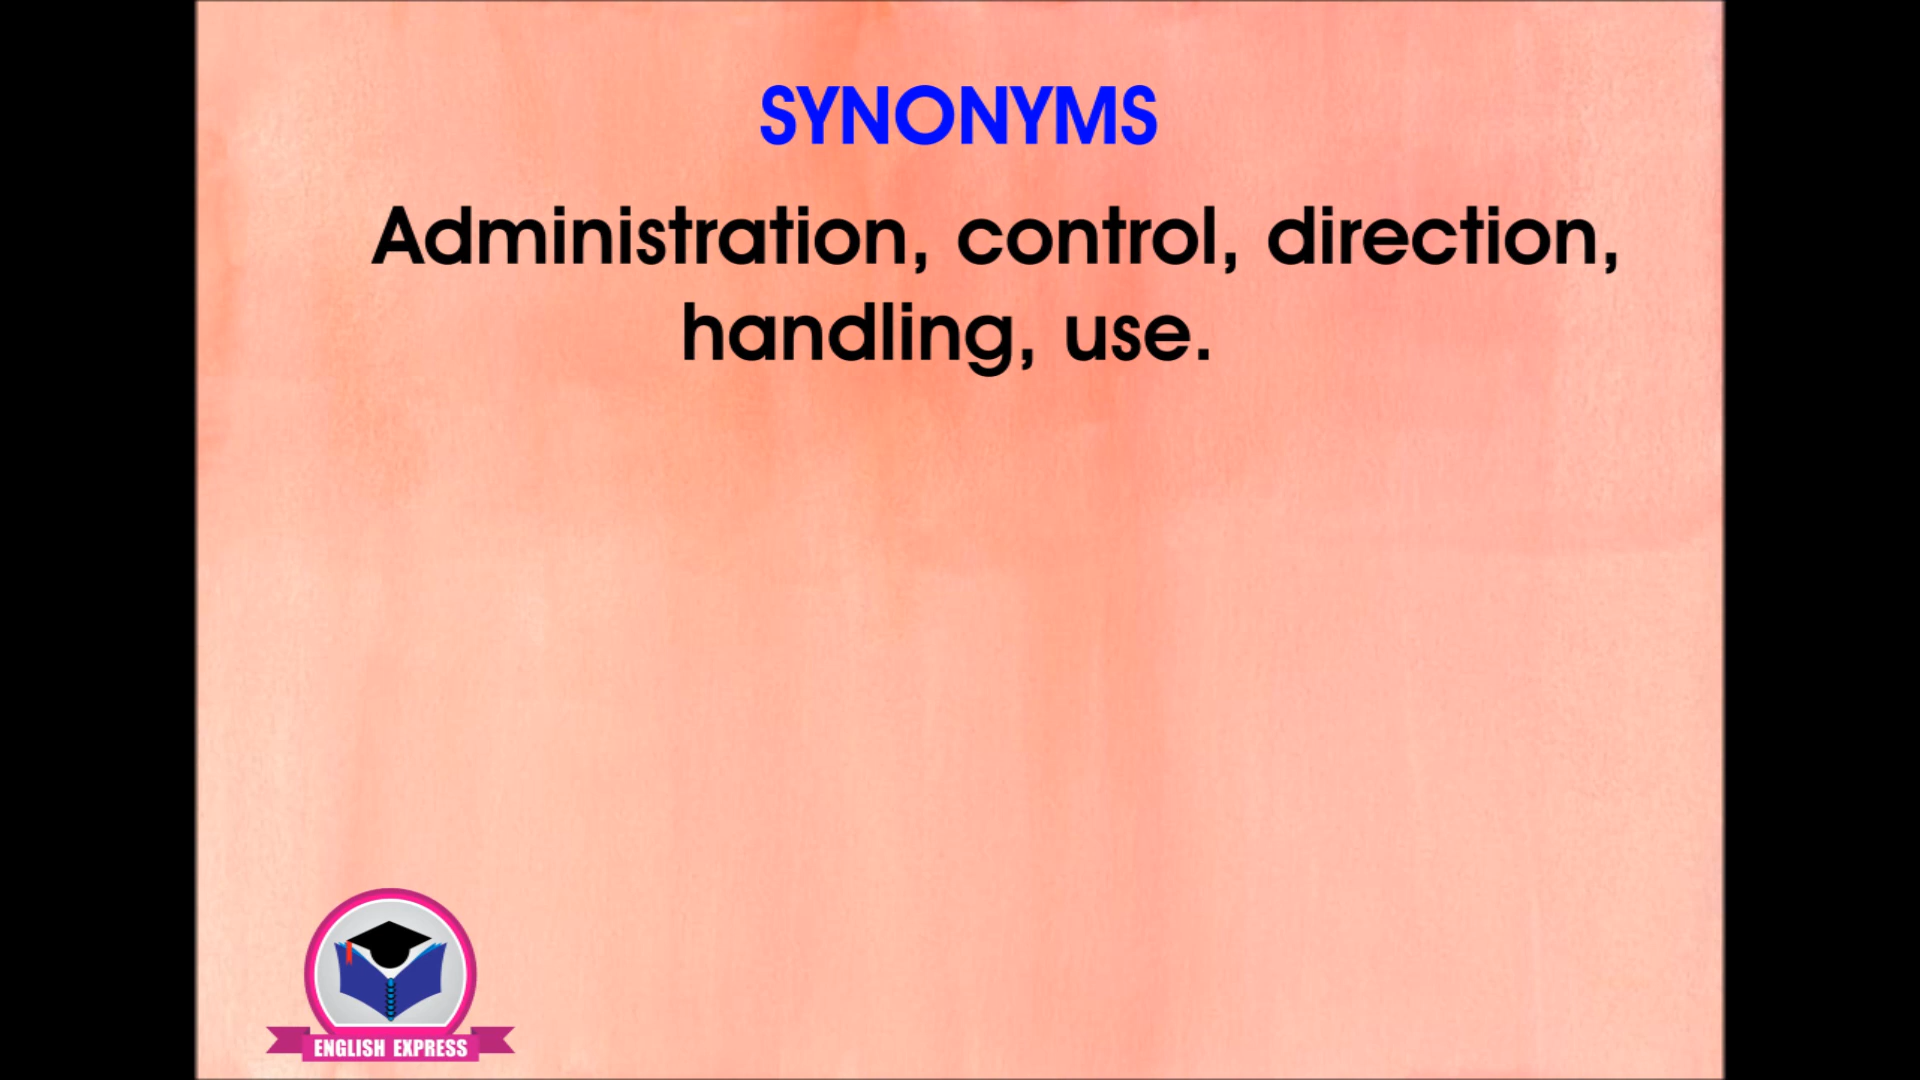 SYNONYMS
Administration, control, direction,
handling, use.
ENGLISH EXPRESS